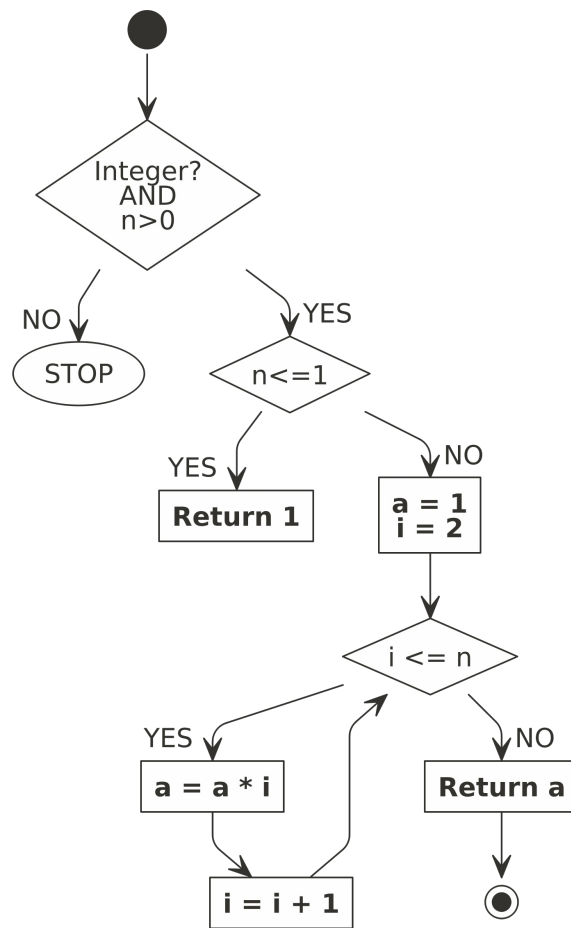 Integer?
AND
n>0
NO
YES
STOP
n<=1
YES
NO
Return 1
a = 1
i = 2
i <= n
YES
NO
a = a * i
Return a
i = i + 1